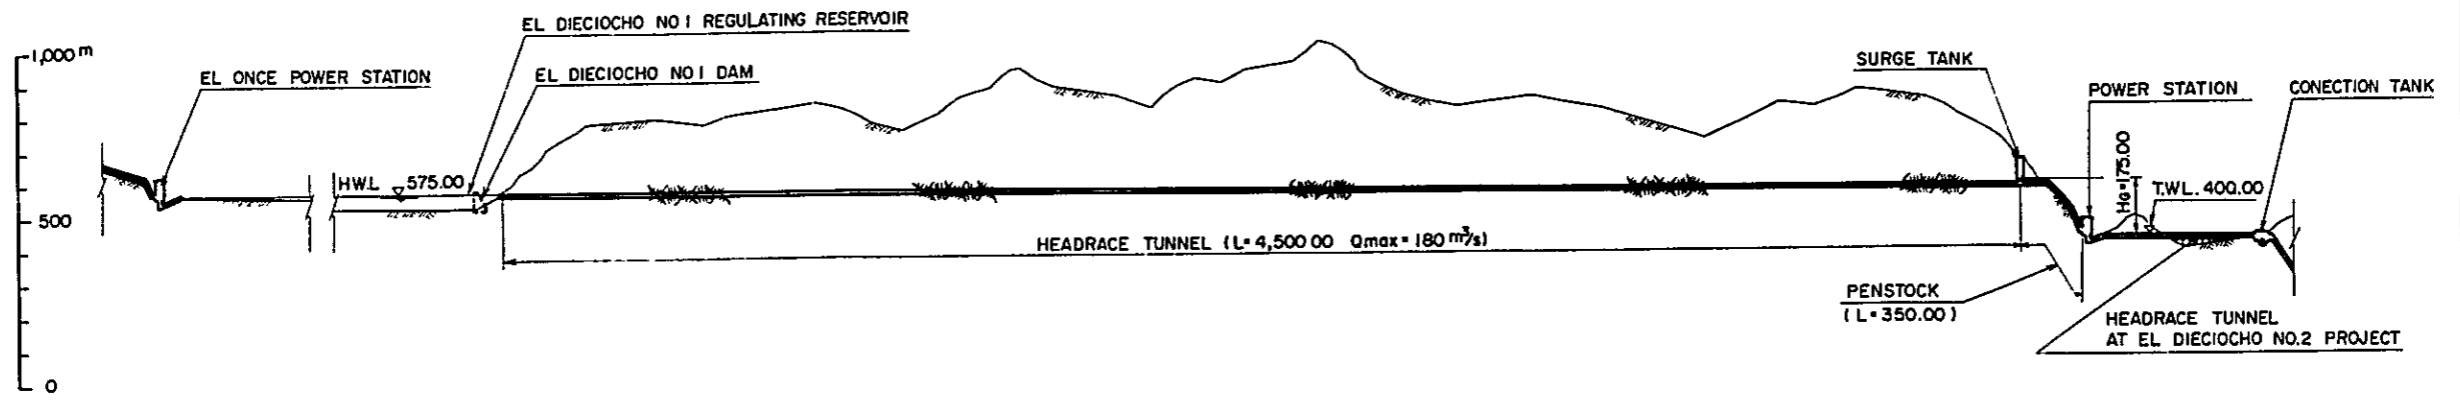 EL DIECIOCHO NO 1 REGULATING RESERVOIR
1,000 m
EL ONCE POWER STATION
EL DIECIOCHO NO 1 DAM
SURGE TANK
POWER STATION
CONECTION TANK
HWL 575.00
HG=175.00
T.WL. 400.00
500
HEADRACE TUNNEL (L=4,500 00 Qmax=180 m³/s)
PENSTOCK
(L=350.00)
HEADRACE TUNNEL
AT EL DIECIOCHO NO.2 PROJECT
0